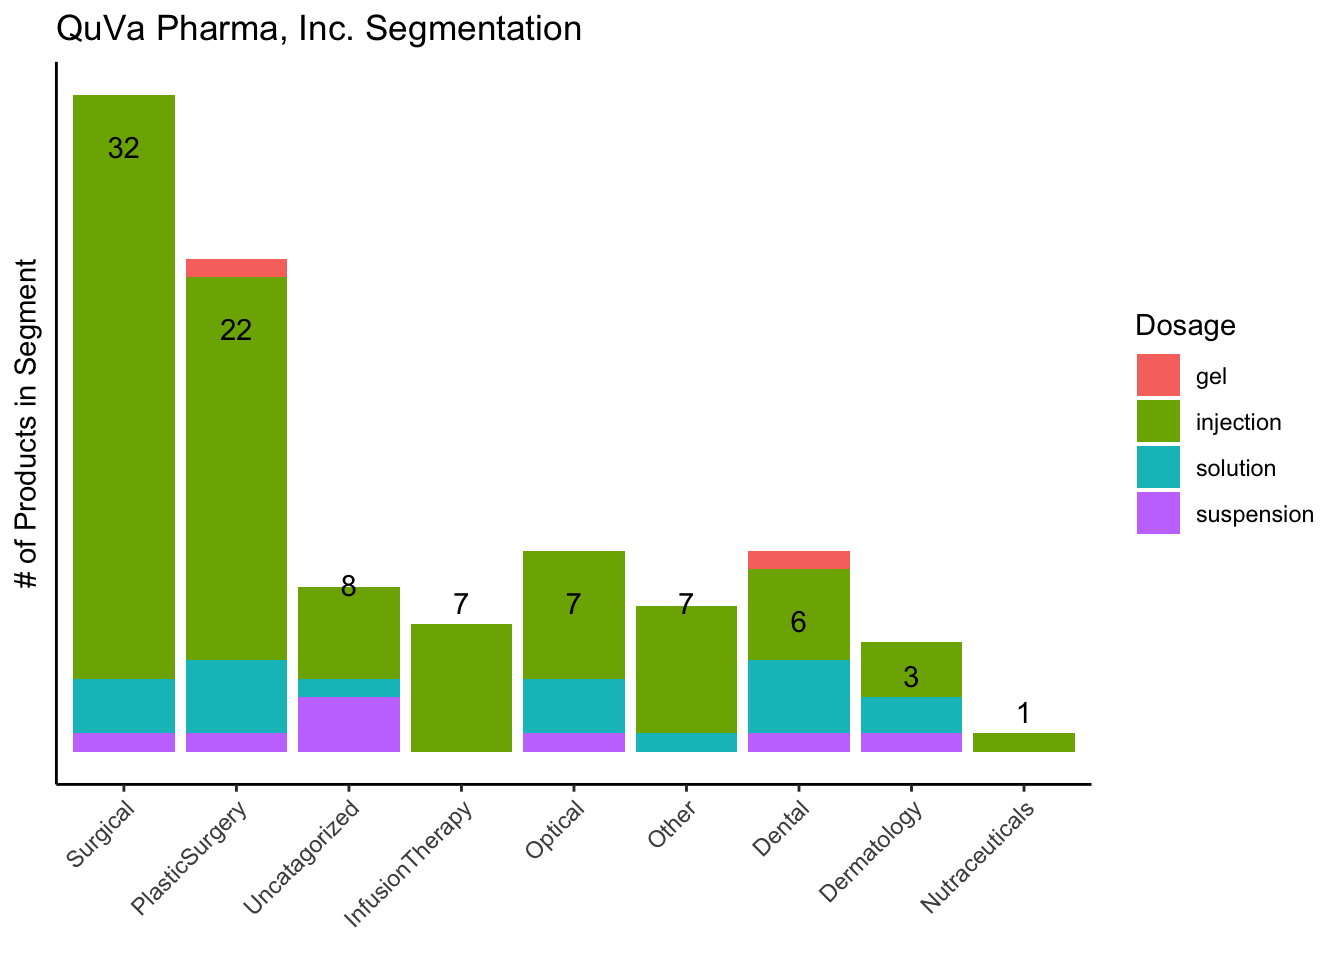 QuVa Pharma, Inc. Segmentation
# of Products in Segment
32
22
8
7
7
7
6
3
1
Surgical
PlasticSurgery
Uncatagorized
InfusionTherapy
Optical
Other
Dental
Dermatology
Nutraceuticals
Dosage
gel
injection
solution
suspension